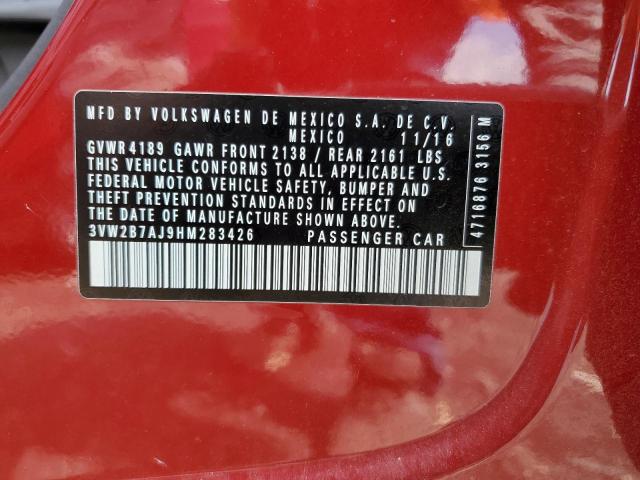 MFD BY VOLKSWAGEN DE MEXICO S.A. DE C.V.
MEXICO 11/16
GVWR 4189 GAWR FRONT 2138 / REAR 2161 LBS
THIS VEHICLE CONFORMS TO ALL APPLICABLE U.S.
FEDERAL MOTOR VEHICLE SAFETY, BUMPER AND
THEFT PREVENTION STANDARDS IN EFFECT ON
THE DATE OF MANUFACTURE SHOWN ABOVE.
3VW2B7AJ9HM283426 PASSENGER CAR
4716876 3156 M